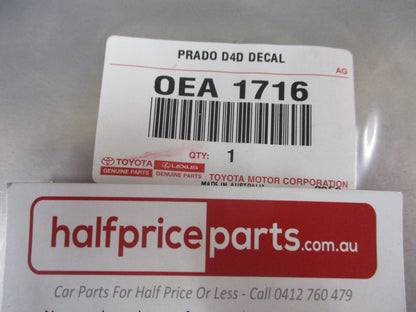 PRADO D4D DECAL
AG
OEA 1716
QTY: 1
TOYOTA LEXUS
GENUINE PARTS GENUINE PARTS TOYOTA MOTOR CORPORATION
MADE IN AUSTRALIA
halfpriceparts.com.au
Car Parts For Half Price Or Less - Call 0412 760 479